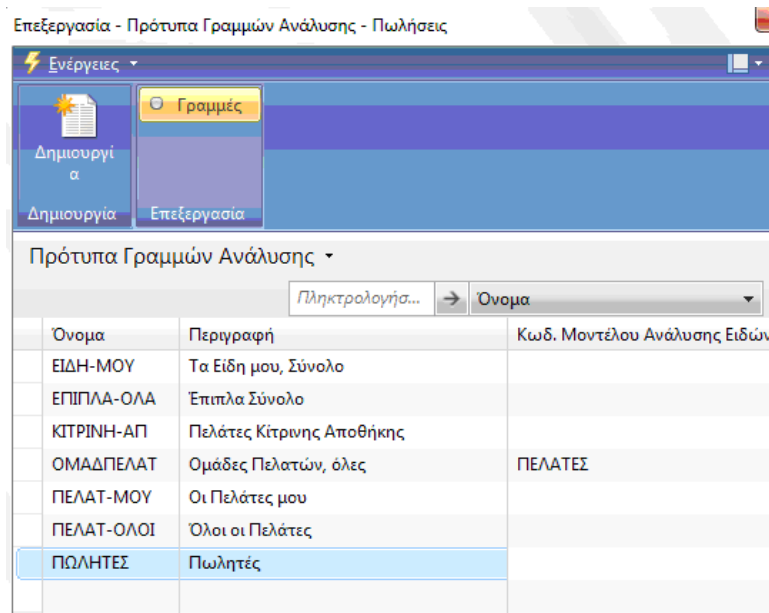 Επεξεργασία - Πρότυπα Γραμμών Ανάλυσης - Πωλήσεις
Ενέργειες
Γραμμές
Δημιουργί
α
Δημιουργία Επεξεργασία
Πρότυπα Γραμμών Ανάλυσης
Πληκτρολογήσ... Όνομα
Όνομα Περιγραφή Κωδ. Μοντέλου Ανάλυσης Ειδών
ΕΙΔΗ-ΜΟΥ Τα Είδη μου, Σύνολο
ΕΠΙΠΛΑ-ΟΛΑ Έπιπλα Σύνολο
ΚΙΤΡΙΝΗ-ΑΠ Πελάτες Κίτρινης Αποθήκης
ΟΜΑΔΠΕΛΑΤ Ομάδες Πελατών, όλες ΠΕΛΑΤΕΣ
ΠΕΛΑΤ-ΜΟΥ Οι Πελάτες μου
ΠΕΛΑΤ-ΟΛΟΙ Όλοι οι Πελάτες
ΠΩΛΗΤΕΣ Πωλητές